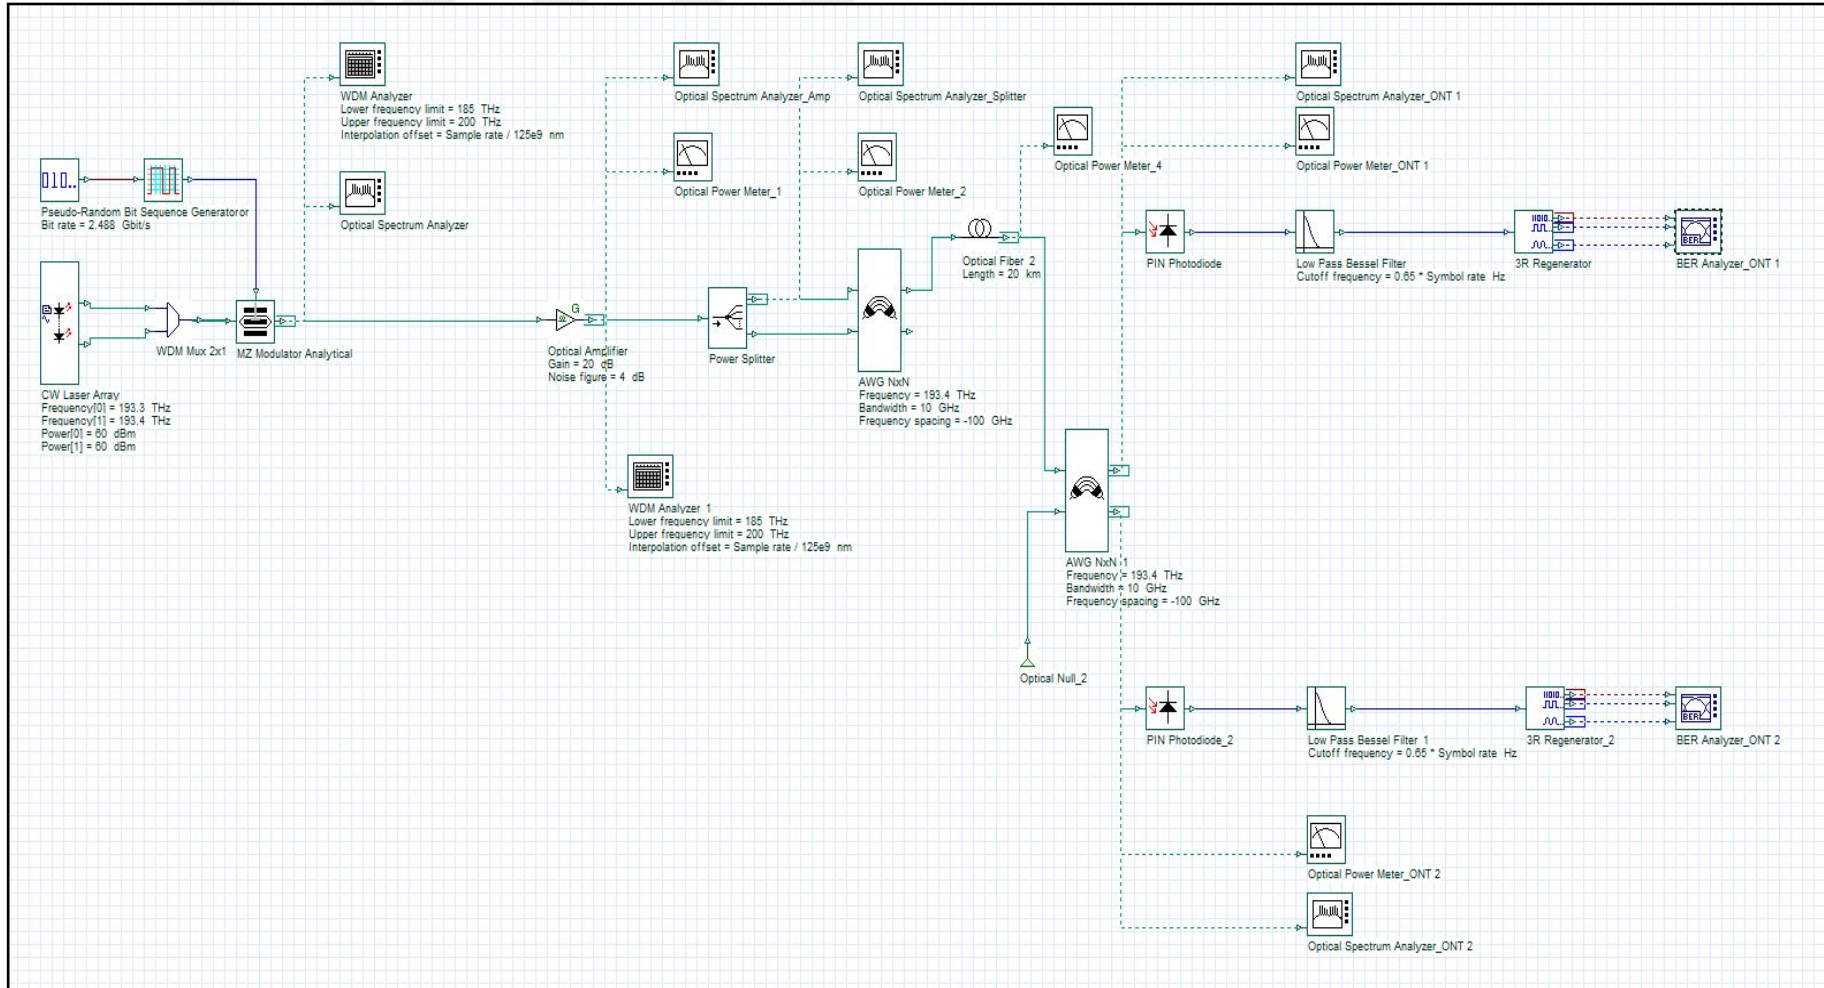 WDM Analyzer
Lower frequency limit = 185 THz
Upper frequency limit = 200 THz
Interpolation offset = Sample rate / 125e9 nm
Optical Spectrum Analyzer_Amp
Optical Spectrum Analyzer_Splitter
Optical Spectrum Analyzer_ONT 1
Optical Power Meter_1
Optical Power Meter_2
Optical Power Meter_4
Optical Power Meter_ONT 1
010..
Pseudo-Random Bit Sequence Generatoror
Bit rate = 2.488 Gbit/s
Optical Spectrum Analyzer
Optical Fiber 2
Length = 20 km
PIN Photodiode
Low Pass Bessel Filter
Cutoff frequency = 0.65 * Symbol rate Hz
3R Regenerator
BER
BER Analyzer_ONT 1
WDM Mux 2x1
MZ Modulator Analytical
G
Optical Amplifier
Gain = 20 dB
Noise figure = 4 dB
Power Splitter
CW Laser Array
Frequency[0] = 193.3 THz
Frequency[1] = 193.4 THz
Power[0] = 60 dBm
Power[1] = 60 dBm
AWG NxN
Frequency = 193.4 THz
Bandwidth = 10 GHz
Frequency spacing = -100 GHz
WDM Analyzer_1
Lower frequency limit = 185 THz
Upper frequency limit = 200 THz
Interpolation offset = Sample rate / 125e9 nm
AWG NxN_1
Frequency = 193.4 THz
Bandwidth = 10 GHz
Frequency spacing = -100 GHz
Optical Null_2
PIN Photodiode_2
Low Pass Bessel Filter_1
Cutoff frequency = 0.65 * Symbol rate Hz
3R Regenerator_2
BER
BER Analyzer_ONT 2
Optical Power Meter_ONT 2
Optical Spectrum Analyzer_ONT 2